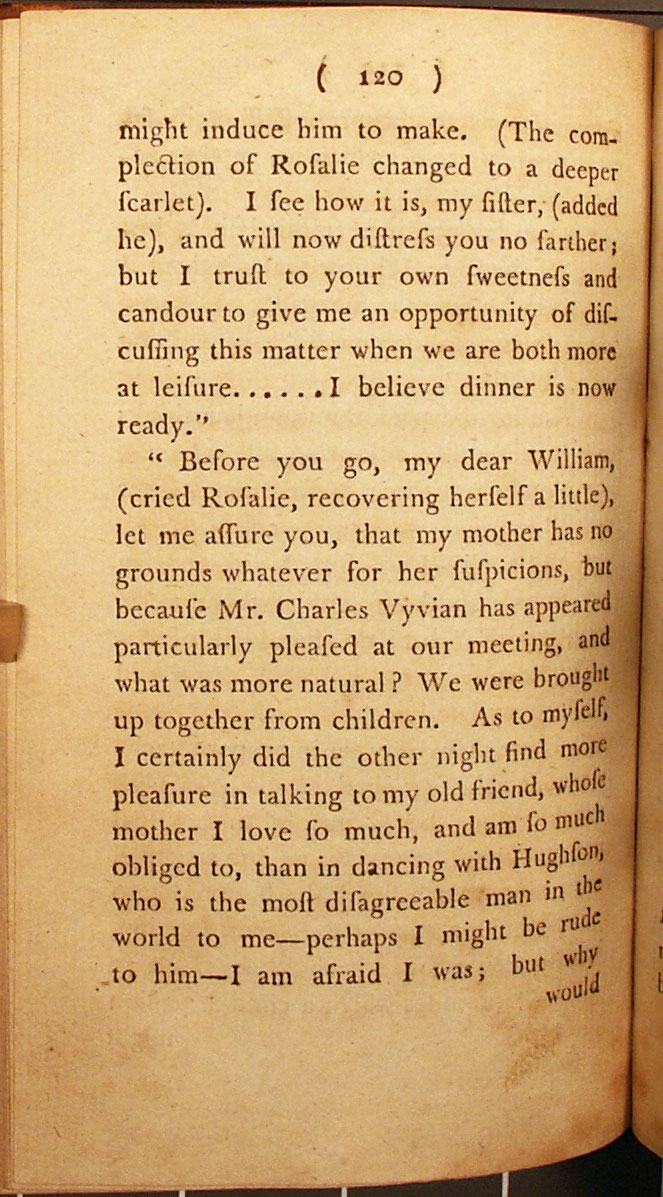 ( 120 )
might induce him to make. (The com-
plection of Roſalie changed to a deeper
ſcarlet). I ſee how it is, my ſiſter, (added
he), and will now diſtreſs you no farther;
but I truſt to your own ſweetneſs and
candour to give me an opportunity of diſ-
cuſſing this matter when we are both more
at leiſure......I believe dinner is now
ready.”
“ Before you go, my dear William,
(cried Roſalie, recovering herſelf a little),
let me aſſure you, that my mother has no
grounds whatever for her ſuſpicions, but
becauſe Mr. Charles Vyvian has appeared
particularly pleaſed at our meeting, and
what was more natural ? We were brought
up together from children. As to myſelf,
I certainly did the other night find more
pleaſure in talking to my old friend, whoſe
mother I love ſo much, and am ſo much
obliged to, than in dancing with Hughſon,
who is the moſt diſagreeable man in the
world to me—perhaps I might be rude
to him—I am afraid I was; but why
would